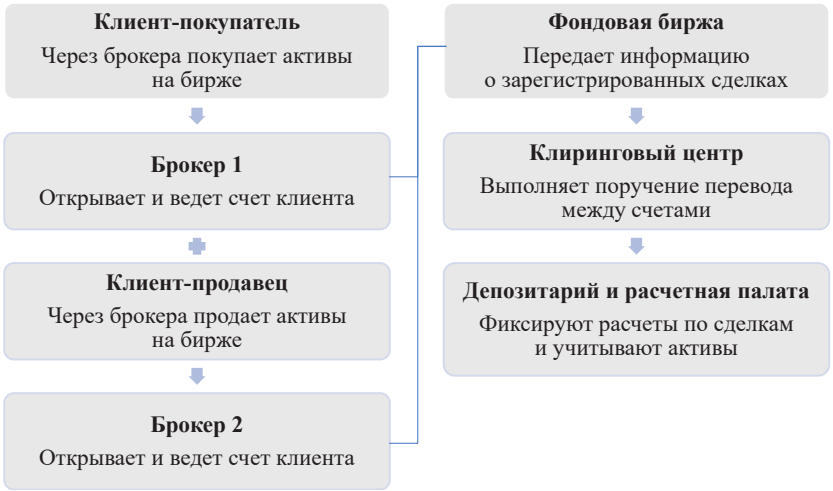 Клиент-покупатель
Через брокера покупает активы
на бирже
Брокер 1
Открывает и ведет счет клиента
Клиент-продавец
Через брокера продает активы
на бирже
Брокер 2
Открывает и ведет счет клиента
Фондовая биржа
Передает информацию
о зарегистрированных сделках
Клиринговый центр
Выполняет поручение перевода
между счетами
Депозитарий и расчетная палата
Фиксируют расчеты по сделкам
и учитывают активы